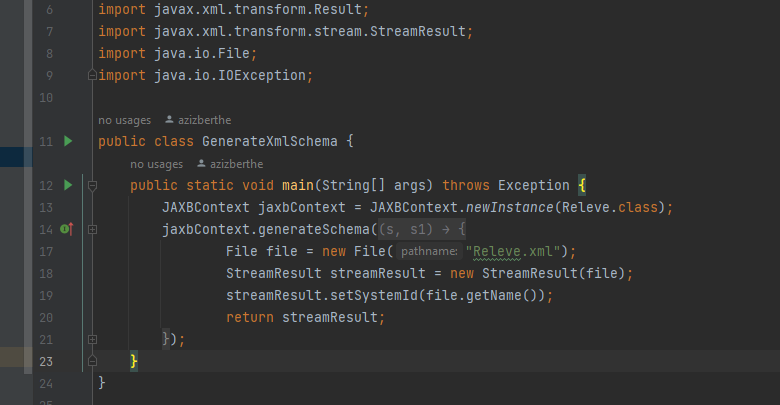 6 import javax.xml.transform.Result;
7 import javax.xml.transform.stream.StreamResult;
8 import java.io.File;
9 import java.io.IOException;
10
no usages azizberthe
11 public class GenerateXmlSchema {
no usages azizberthe
12 public static void main(String[] args) throws Exception {
13 JAXBContext jaxbContext = JAXBContext.newInstance(Releve.class);
14 jaxbContext.generateSchema((s, s1) → {
17 File file = new File( pathname: "Releve.xml");
18 StreamResult streamResult = new StreamResult(file);
19 streamResult.setSystemId(file.getName());
20 return streamResult;
21 });
23 }
24 }